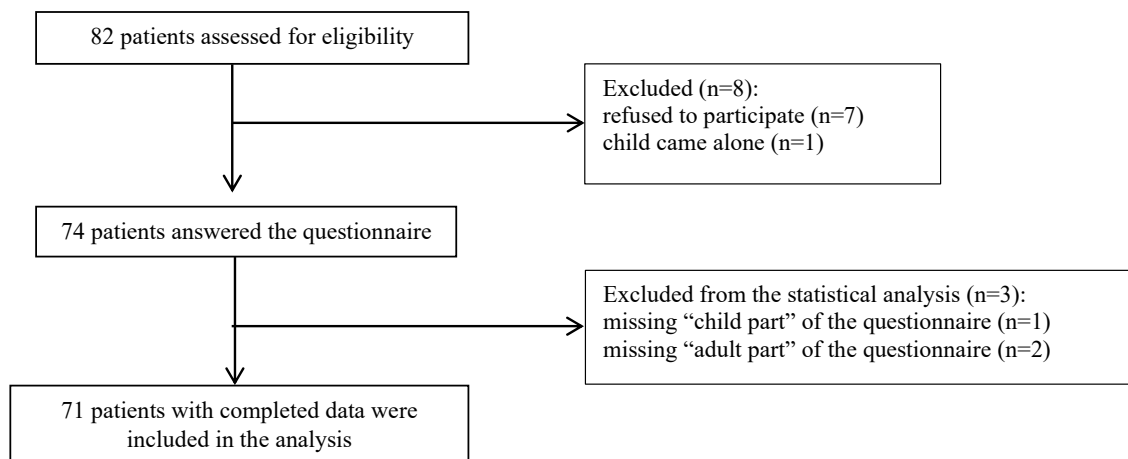 82 patients assessed for eligibility
Excluded (n=8):
refused to participate (n=7)
child came alone (n=1)
74 patients answered the questionnaire
Excluded from the statistical analysis (n=3):
missing “child part” of the questionnaire (n=1)
missing “adult part” of the questionnaire (n=2)
71 patients with completed data were
included in the analysis